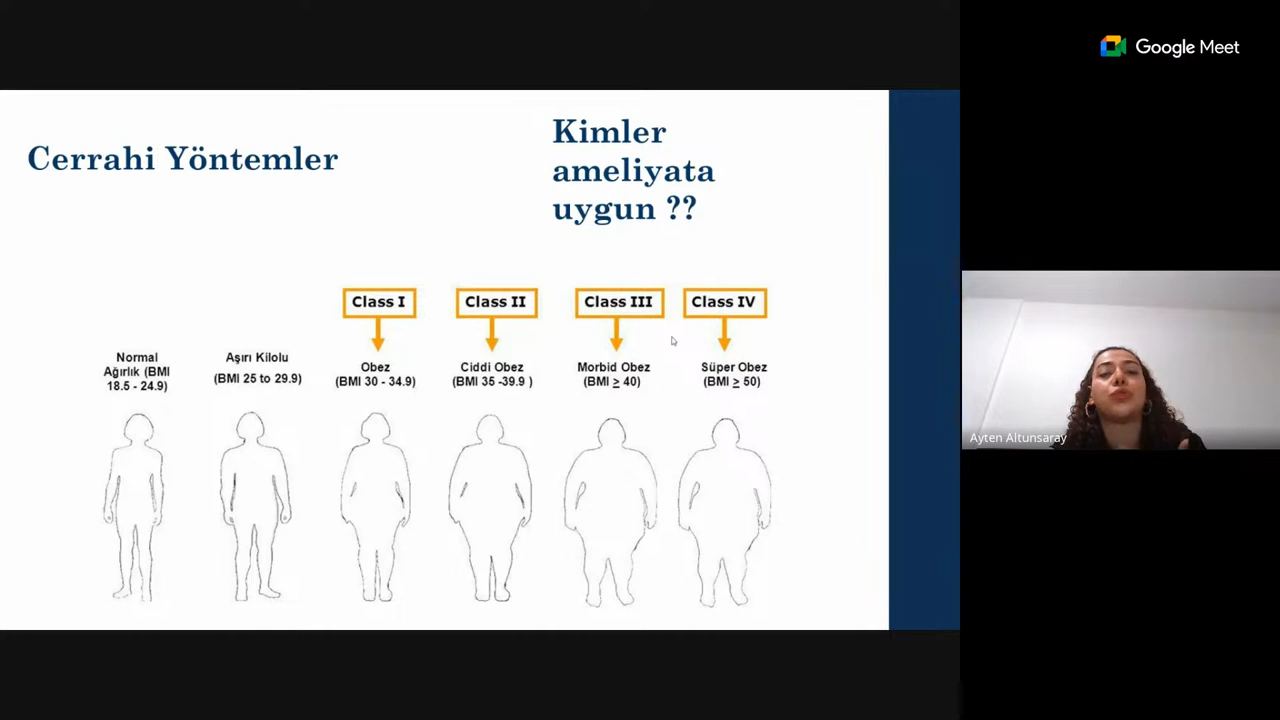 Google Meet
Cerrahi Yöntemler
Kimler
ameliyata
uygun ??
Class I
Class II
Class III
Class IV
Normal
Ağırlık (BMI
18.5 - 24.9)
Aşırı Kilolu
(BMI 25 to 29.9)
Obez
(BMI 30 - 34.9)
Ciddi Obez
(BMI 35 -39.9 )
Morbid Obez
(BMI ≥ 40)
Süper Obez
(BMI ≥ 50)
Ayten Altunsaray